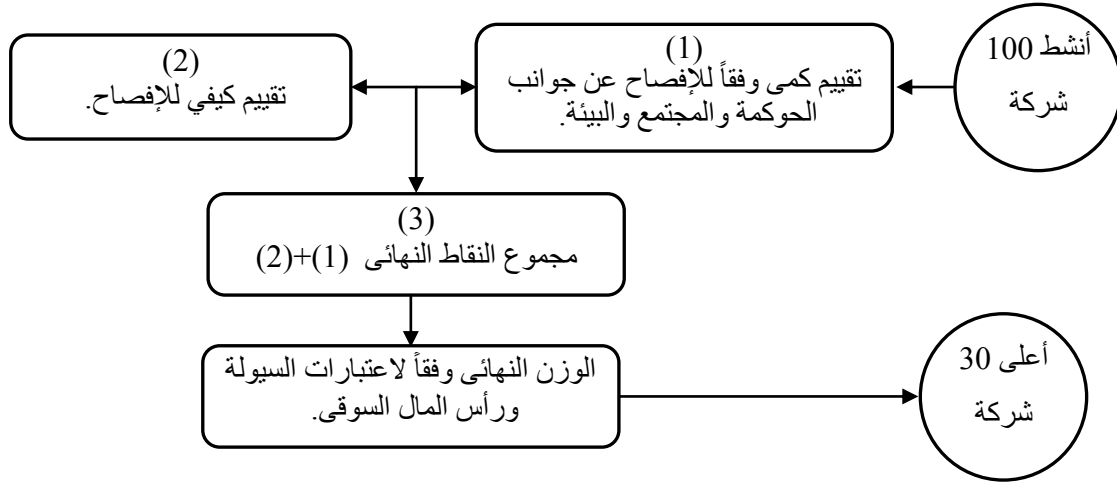 أنشط 100
شركة
(1)
تقييم كمى وفقاً للإفصاح عن جوانب
الحوكمة والمجتمع والبيئة.
(2)
تقييم كيفي للإفصاح.
(3)
مجموع النقاط النهائى (1)+(2)
الوزن النهائى وفقاً لاعتبارات السيولة
ورأس المال السوقى.
أعلى 30
شركة